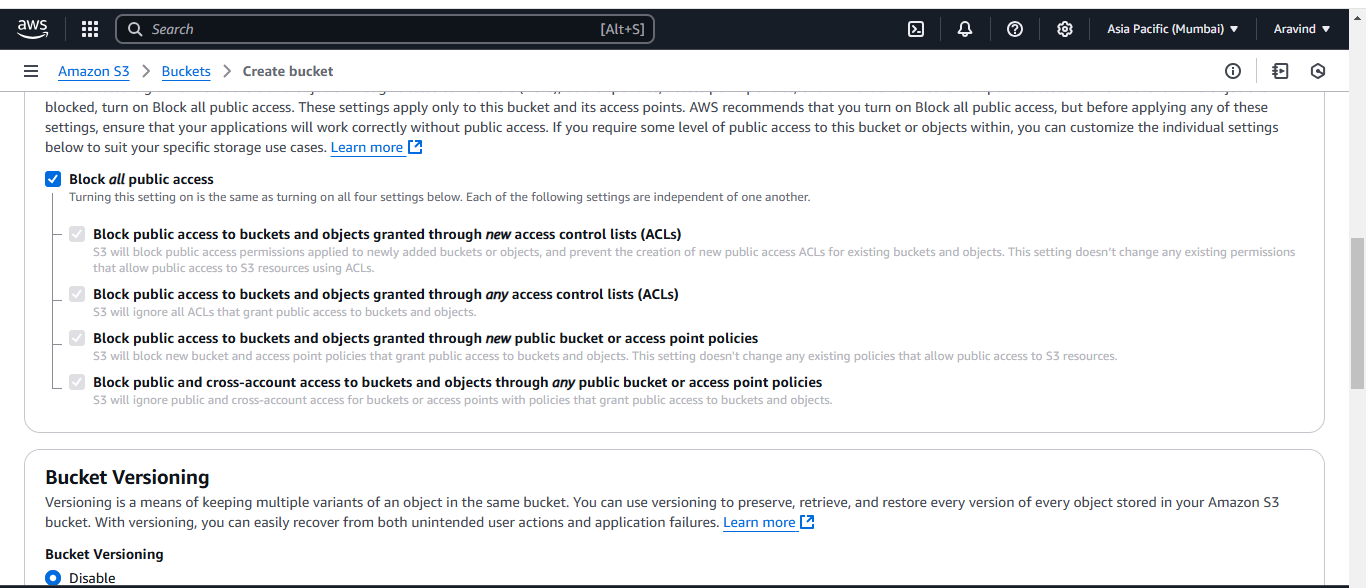 aws
Search
[Alt+S]
Asia Pacific (Mumbai)
Aravind
Amazon S3
Buckets
Create bucket
blocked, turn on Block all public access. These settings apply only to this bucket and its access points. AWS recommends that you turn on Block all public access, but before applying any of these
settings, ensure that your applications will work correctly without public access. If you require some level of public access to this bucket or objects within, you can customize the individual settings
below to suit your specific storage use cases. Learn more
Block all public access
Turning this setting on is the same as turning on all four settings below. Each of the following settings are independent of one another.
Block public access to buckets and objects granted through new access control lists (ACLs)
S3 will block public access permissions applied to newly added buckets or objects, and prevent the creation of new public access ACLs for existing buckets and objects. This setting doesn't change any existing permissions
that allow public access to S3 resources using ACLs.
Block public access to buckets and objects granted through any access control lists (ACLs)
S3 will ignore all ACLs that grant public access to buckets and objects.
Block public access to buckets and objects granted through new public bucket or access point policies
S3 will block new bucket and access point policies that grant public access to buckets and objects. This setting doesn't change any existing policies that allow public access to S3 resources.
Block public and cross-account access to buckets and objects through any public bucket or access point policies
S3 will ignore public and cross-account access for buckets or access points with policies that grant public access to buckets and objects.
Bucket Versioning
Versioning is a means of keeping multiple variants of an object in the same bucket. You can use versioning to preserve, retrieve, and restore every version of every object stored in your Amazon S3
bucket. With versioning, you can easily recover from both unintended user actions and application failures. Learn more
Bucket Versioning
Disable